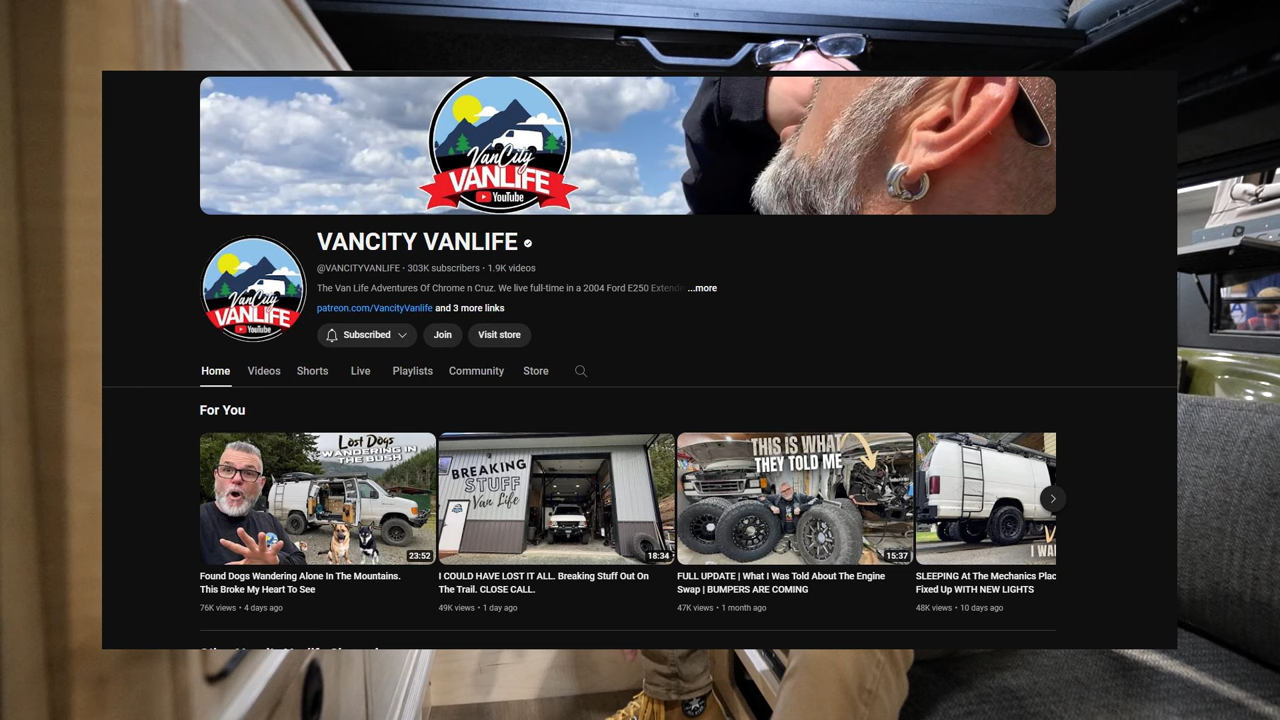 VanCity
VANLIFE
YouTube
VANCITY VANLIFE
@VANCITYVANLIFE · 303K subscribers · 1.9K videos
The Van Life Adventures Of Chrome n Cruz. We live full-time in a 2004 Ford E250 Extende ...more
patreon.com/VancityVanlife and 3 more links
VanCity
VANLIFE
YouTube
Subscribed
Join
Visit store
Home
Videos
Shorts
Live
Playlists
Community
Store
For You
LOST DOGS
WANDERING IN
THE BUSH
23:52
BREAKING
STUFF
Van Life
18:34
THIS IS WHAT
THEY TOLD ME
15:37
I WA
Found Dogs Wandering Alone In The Mountains.
This Broke My Heart To See
76K views · 4 days ago
I COULD HAVE LOST IT ALL. Breaking Stuff Out On
The Trail. CLOSE CALL.
49K views · 1 day ago
FULL UPDATE | What I Was Told About The Engine
Swap | BUMPERS ARE COMING
47K views · 1 month ago
SLEEPING At The Mechanics Plac
Fixed Up WITH NEW LIGHTS
48K views · 10 days ago